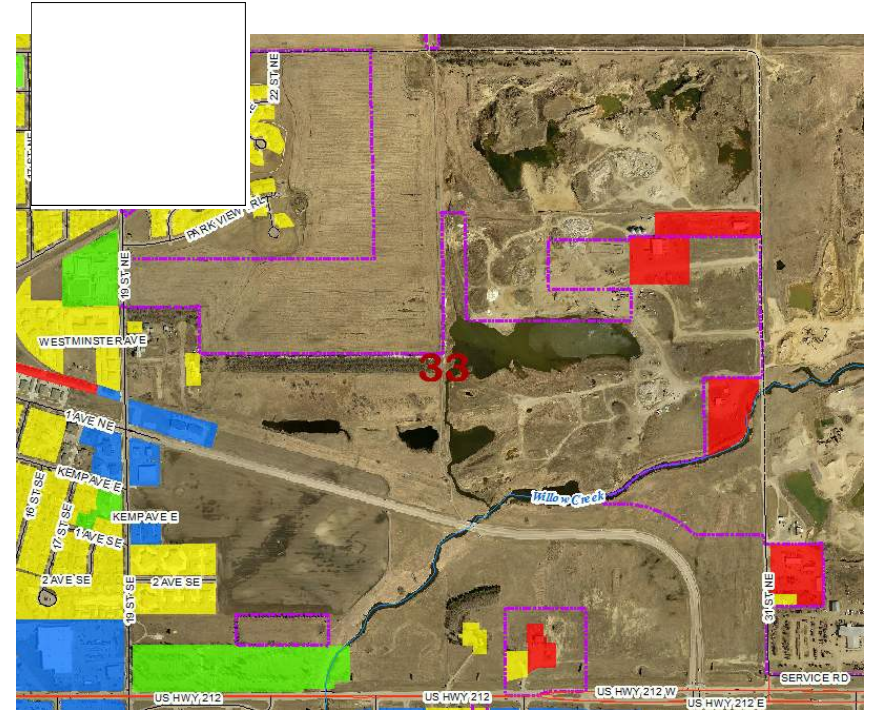 22 ST NE
PARK VIEW
19 ST NE
WESTMINSTER AVE
33
1 AVE NE
KEMP AVE E
16 ST SE
17 ST SE
KEMP AVE E
1 AVE SE
2 AVE SE
2 AVE SE
19 ST SE
Willow Creek
31 ST NE
SERVICE RD
US HWY 212
US HWY 212
US HWY 212 W
US HWY 212 E